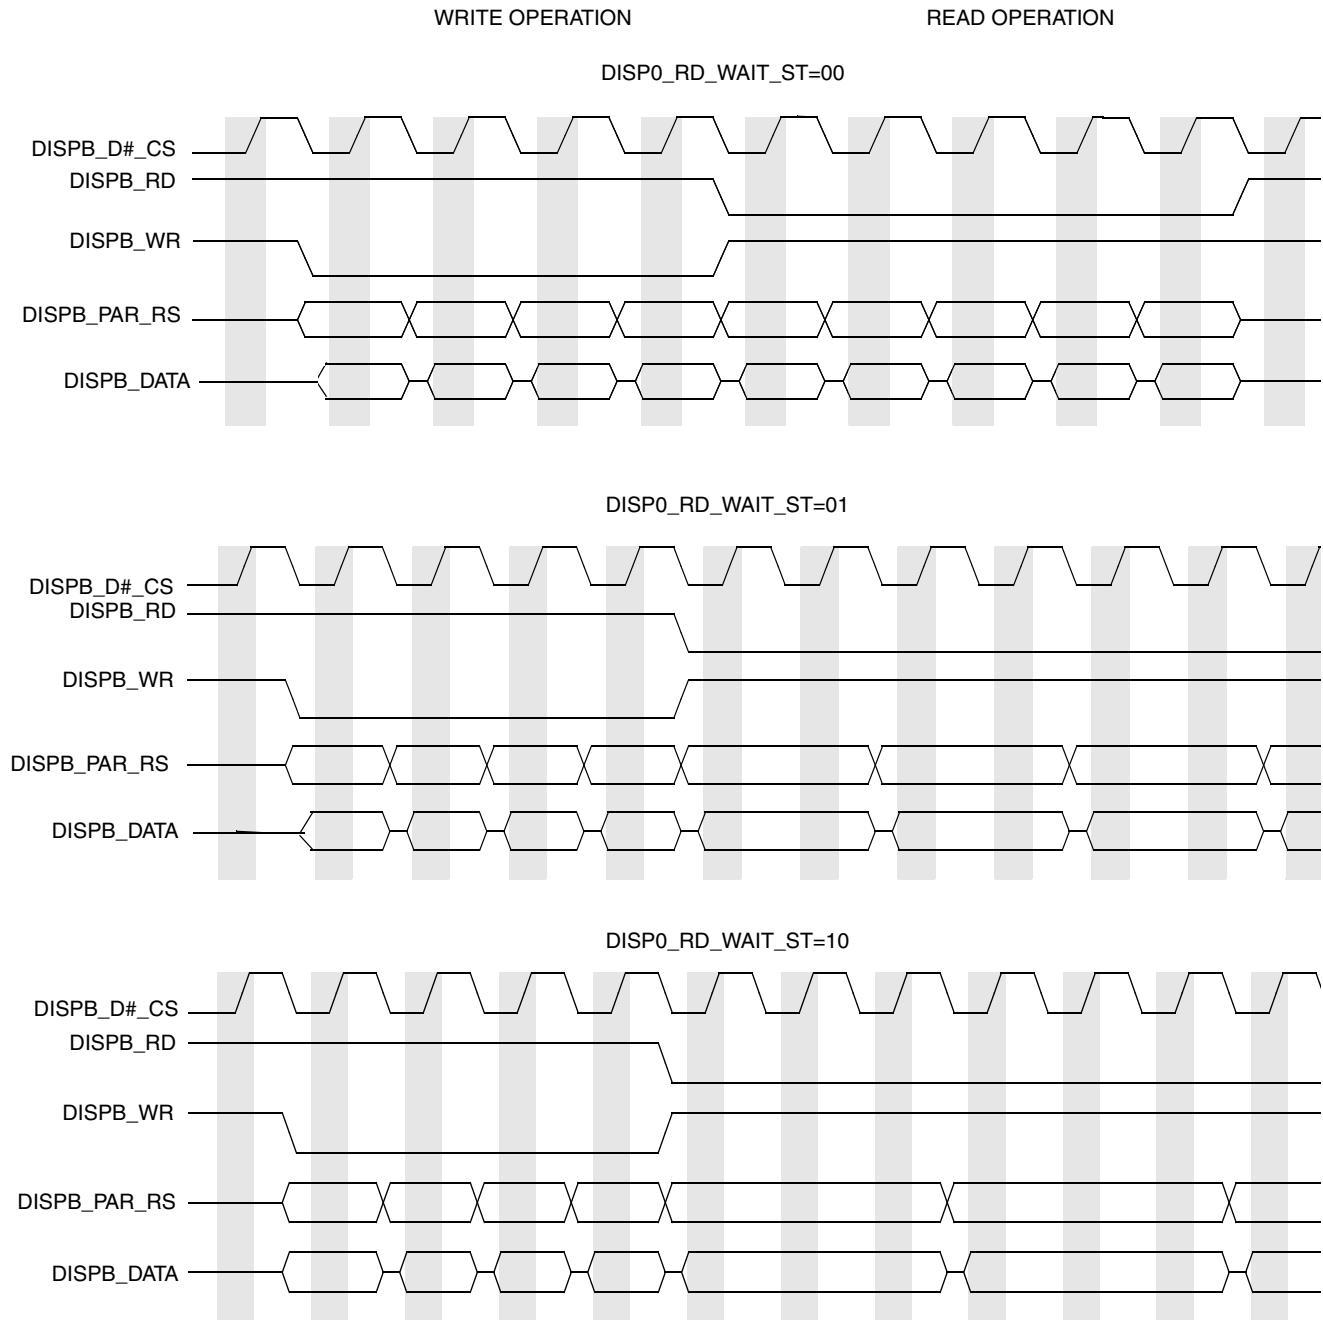 WRITE OPERATION
READ OPERATION
DISP0_RD_WAIT_ST=00
DISPB_D#_CS
DISPB_RD
DISPB_WR
DISPB_PAR_RS
DISPB_DATA
DISP0_RD_WAIT_ST=01
DISPB_D#_CS
DISPB_RD
DISPB_WR
DISPB_PAR_RS
DISPB_DATA
DISP0_RD_WAIT_ST=10
DISPB_D#_CS
DISPB_RD
DISPB_WR
DISPB_PAR_RS
DISPB_DATA